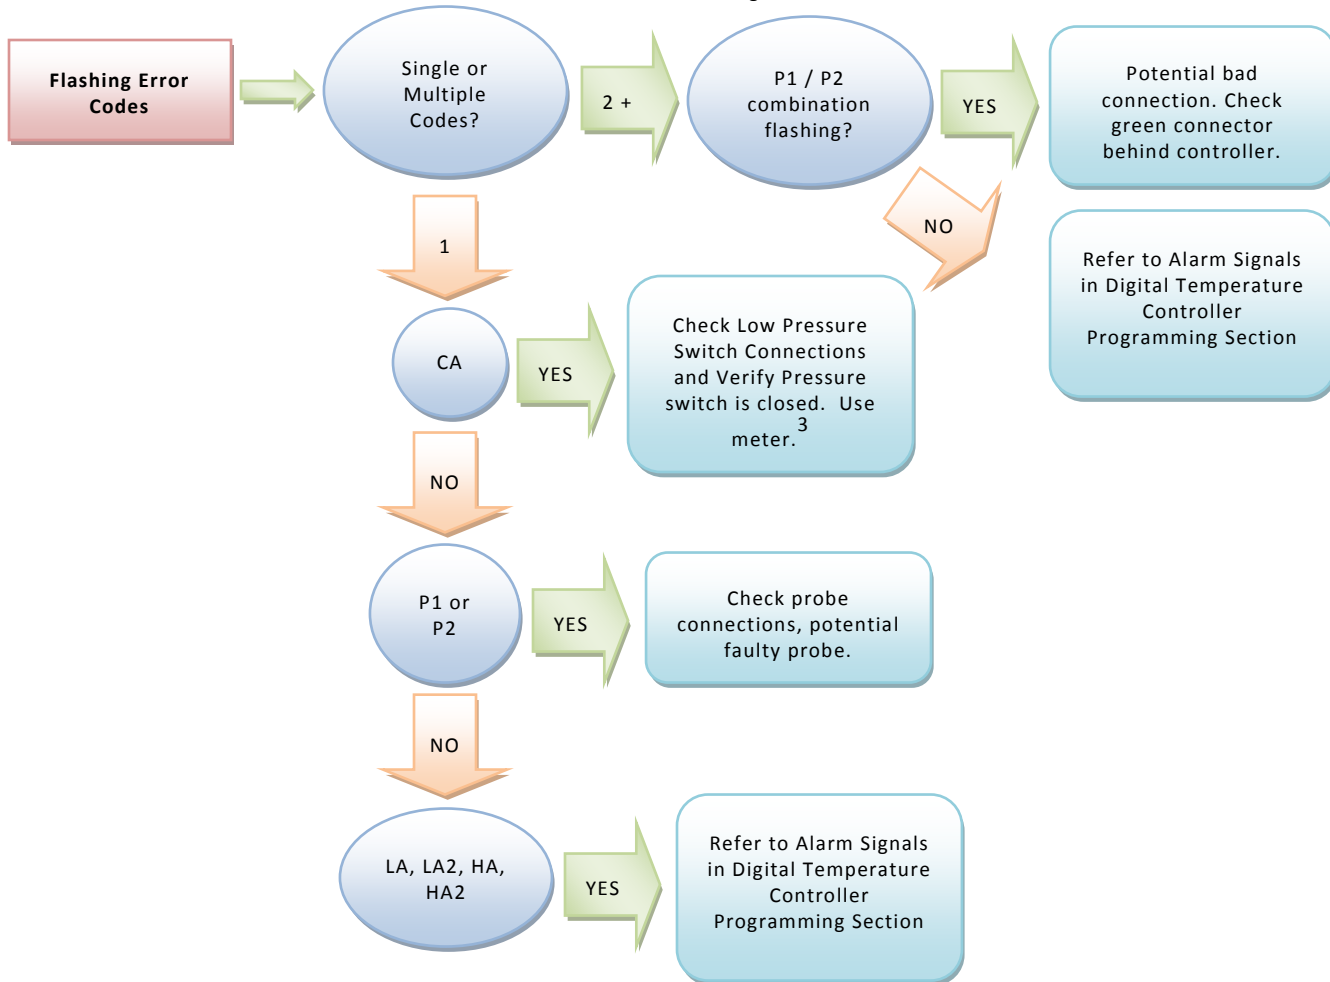 Flashing Error
Codes
Single or
Multiple
Codes?
2 +
P1 / P2
combination
flashing?
YES
Potential bad
connection. Check
green connector
behind controller.
NO
Refer to Alarm Signals
in Digital Temperature
Controller
Programming Section
1
CA
YES
Check Low Pressure
Switch Connections
and Verify Pressure
switch is closed.  Use
meter.3
NO
P1 or
P2
YES
Check probe
connections, potential
faulty probe.
NO
LA, LA2, HA,
HA2
YES
Refer to Alarm Signals
in Digital Temperature
Controller
Programming Section